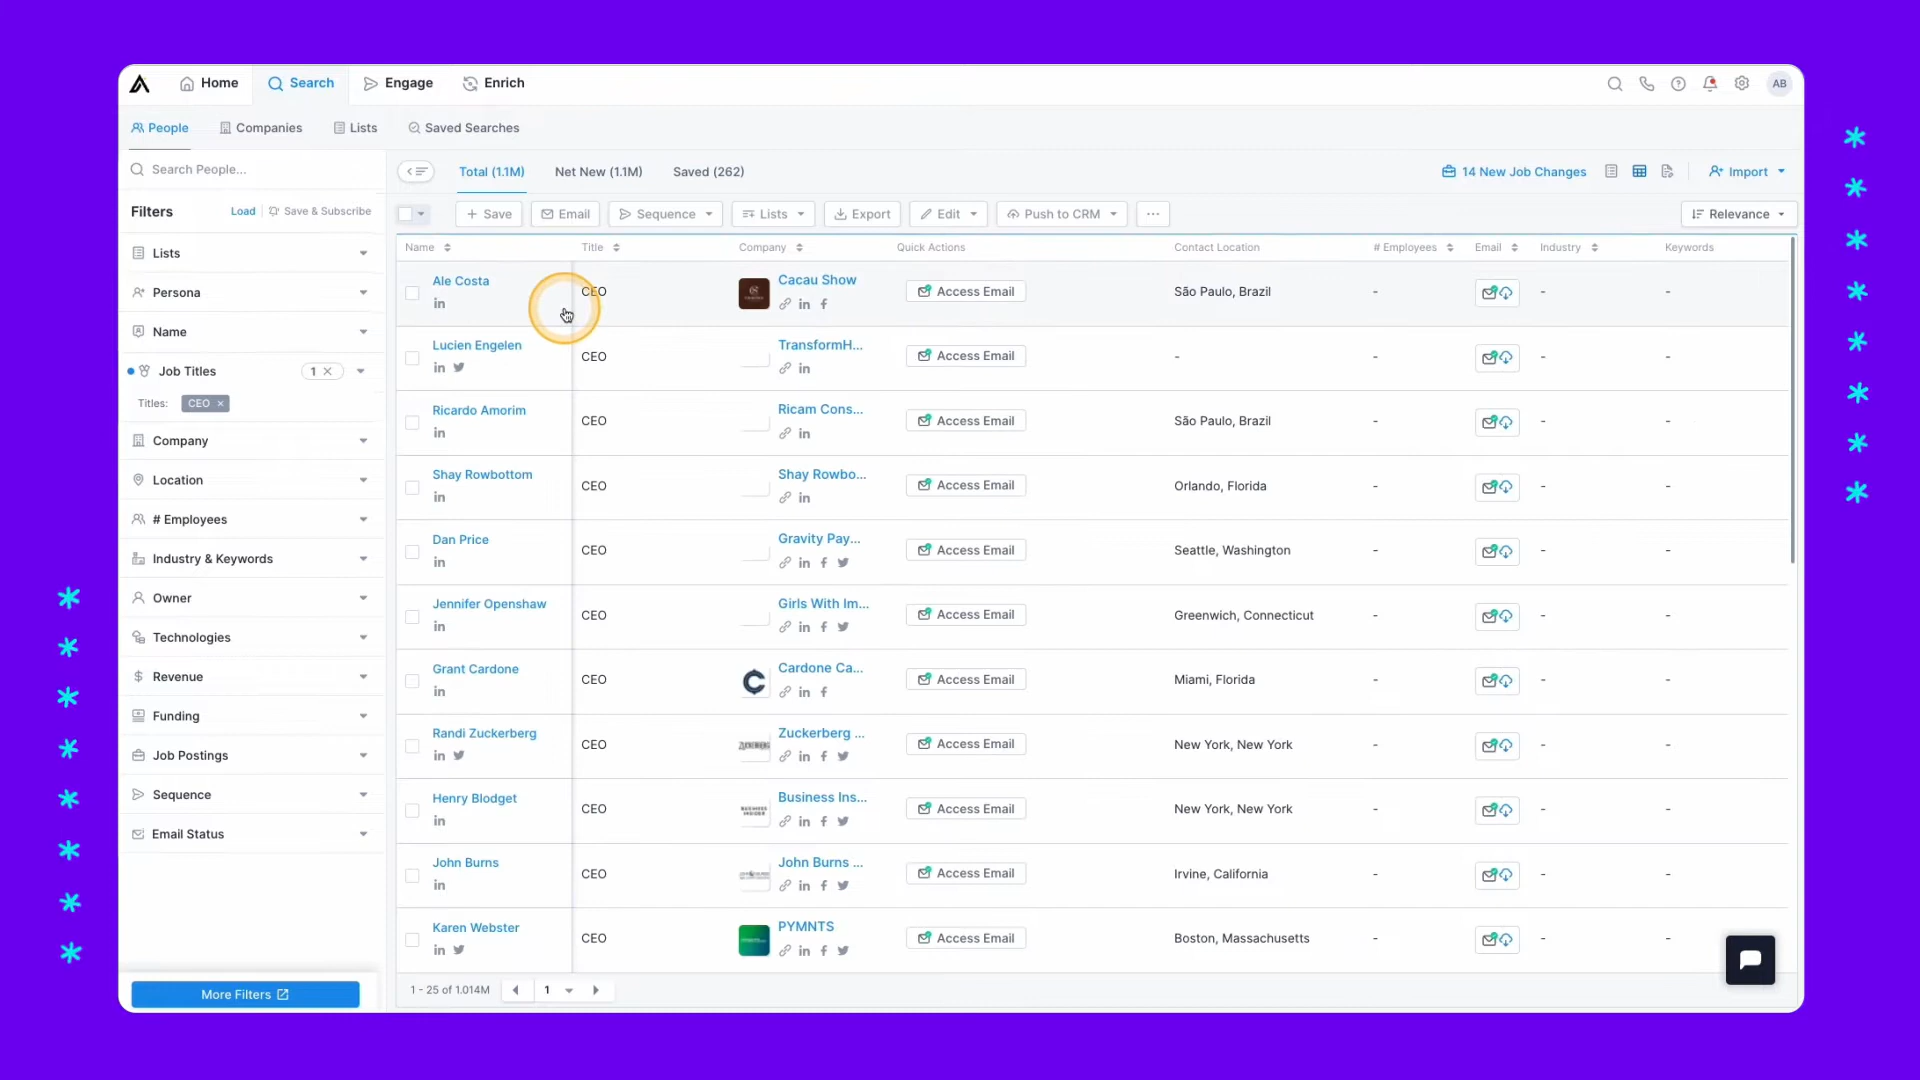 Home Search Engage Enrich
AB
People Companies Lists Saved Searches
Search People...
Total (1.1M) Net New (1.1M) Saved (262)
14 New Job Changes
Import
Filters Load Save & Subscribe
Save Email Sequence Lists Export Edit Push to CRM ... Relevance
Lists
Persona
Name
Job Titles 1
Titles: CEO
Company
Location
# Employees
Industry & Keywords
Owner
Technologies
Revenue
Funding
Job Postings
Sequence
Email Status
More Filters
Name Title Company Quick Actions Contact Location # Employees Email Industry Keywords
Ale Costa CEO Cacau Show Access Email São Paulo, Brazil - - -
Lucien Engelen CEO TransformH... Access Email - - - -
Ricardo Amorim CEO Ricam Cons... Access Email São Paulo, Brazil - - -
Shay Rowbottom CEO Shay Rowbo... Access Email Orlando, Florida - - -
Dan Price CEO Gravity Pay... Access Email Seattle, Washington - - -
Jennifer Openshaw CEO Girls With Im... Access Email Greenwich, Connecticut - - -
Grant Cardone CEO Cardone Ca... Access Email Miami, Florida - - -
Randi Zuckerberg CEO Zuckerberg ... Access Email New York, New York - - -
Henry Blodget CEO Business Ins... Access Email New York, New York - - -
John Burns CEO John Burns ... Access Email Irvine, California - - -
Karen Webster CEO PYMNTS Access Email Boston, Massachusetts - - -
1 - 25 of 1.014M 1